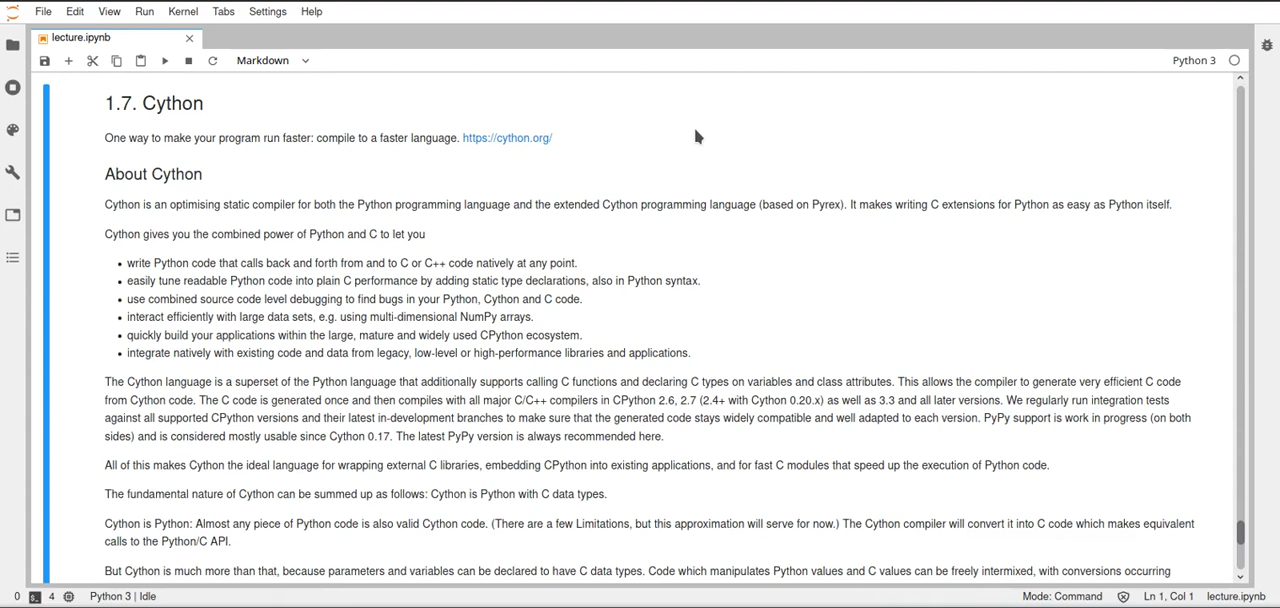 File Edit View Run Kernel Tabs Settings Help
lecture.ipynb
Markdown
Python 3
1.7. Cython
One way to make your program run faster: compile to a faster language. https://cython.org/
About Cython
Cython is an optimising static compiler for both the Python programming language and the extended Cython programming language (based on Pyrex). It makes writing C extensions for Python as easy as Python itself.
Cython gives you the combined power of Python and C to let you
• write Python code that calls back and forth from and to C or C++ code natively at any point.
• easily tune readable Python code into plain C performance by adding static type declarations, also in Python syntax.
• use combined source code level debugging to find bugs in your Python, Cython and C code.
• interact efficiently with large data sets, e.g. using multi-dimensional NumPy arrays.
• quickly build your applications within the large, mature and widely used CPython ecosystem.
• integrate natively with existing code and data from legacy, low-level or high-performance libraries and applications.
The Cython language is a superset of the Python language that additionally supports calling C functions and declaring C types on variables and class attributes. This allows the compiler to generate very efficient C code
from Cython code. The C code is generated once and then compiles with all major C/C++ compilers in CPython 2.6, 2.7 (2.4+ with Cython 0.20.x) as well as 3.3 and all later versions. We regularly run integration tests
against all supported CPython versions and their latest in-development branches to make sure that the generated code stays widely compatible and well adapted to each version. PyPy support is work in progress (on both
sides) and is considered mostly usable since Cython 0.17. The latest PyPy version is always recommended here.
All of this makes Cython the ideal language for wrapping external C libraries, embedding CPython into existing applications, and for fast C modules that speed up the execution of Python code.
The fundamental nature of Cython can be summed up as follows: Cython is Python with C data types.
Cython is Python: Almost any piece of Python code is also valid Cython code. (There are a few Limitations, but this approximation will serve for now.) The Cython compiler will convert it into C code which makes equivalent
calls to the Python/C API.
But Cython is much more than that, because parameters and variables can be declared to have C data types. Code which manipulates Python values and C values can be freely intermixed, with conversions occurring
0 4 Python 3 | Idle Mode: Command Ln 1, Col 1 lecture.ipynb